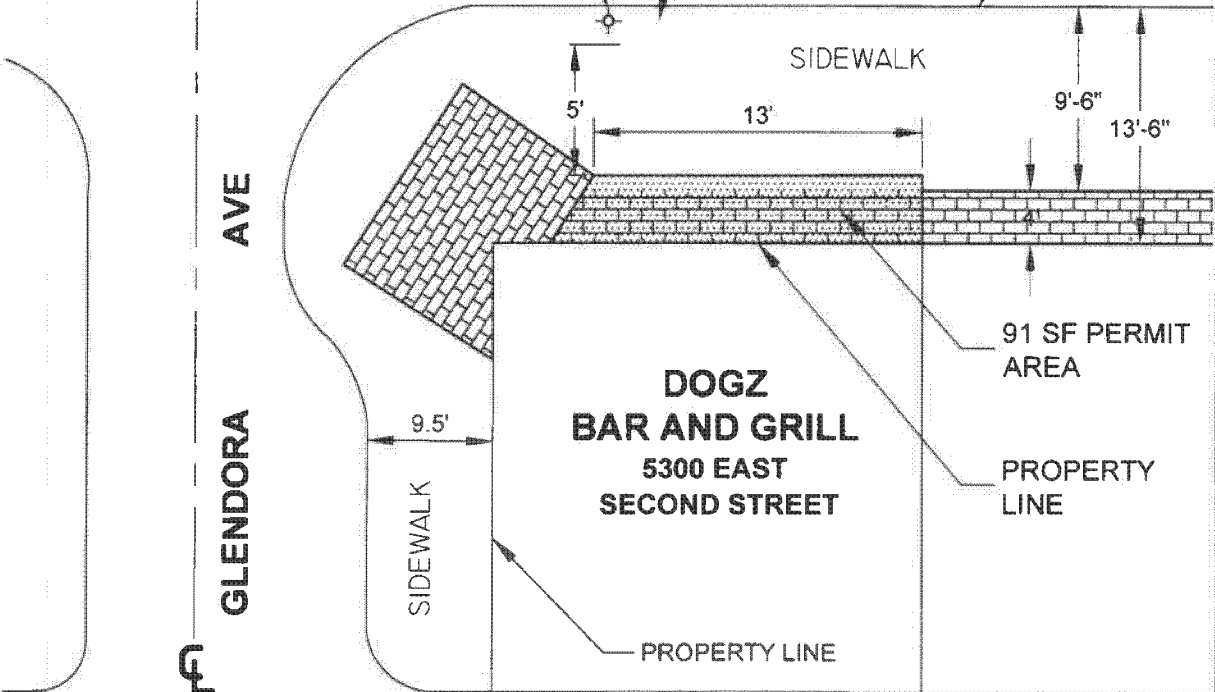 SIDEWALK
5'
13'
9'-6"
13'-6"
4'
GLENDORA AVE
91 SF PERMIT
AREA
DOGZ
BAR AND GRILL
5300 EAST
SECOND STREET
9.5'
SIDEWALK
PROPERTY
LINE
PROPERTY LINE